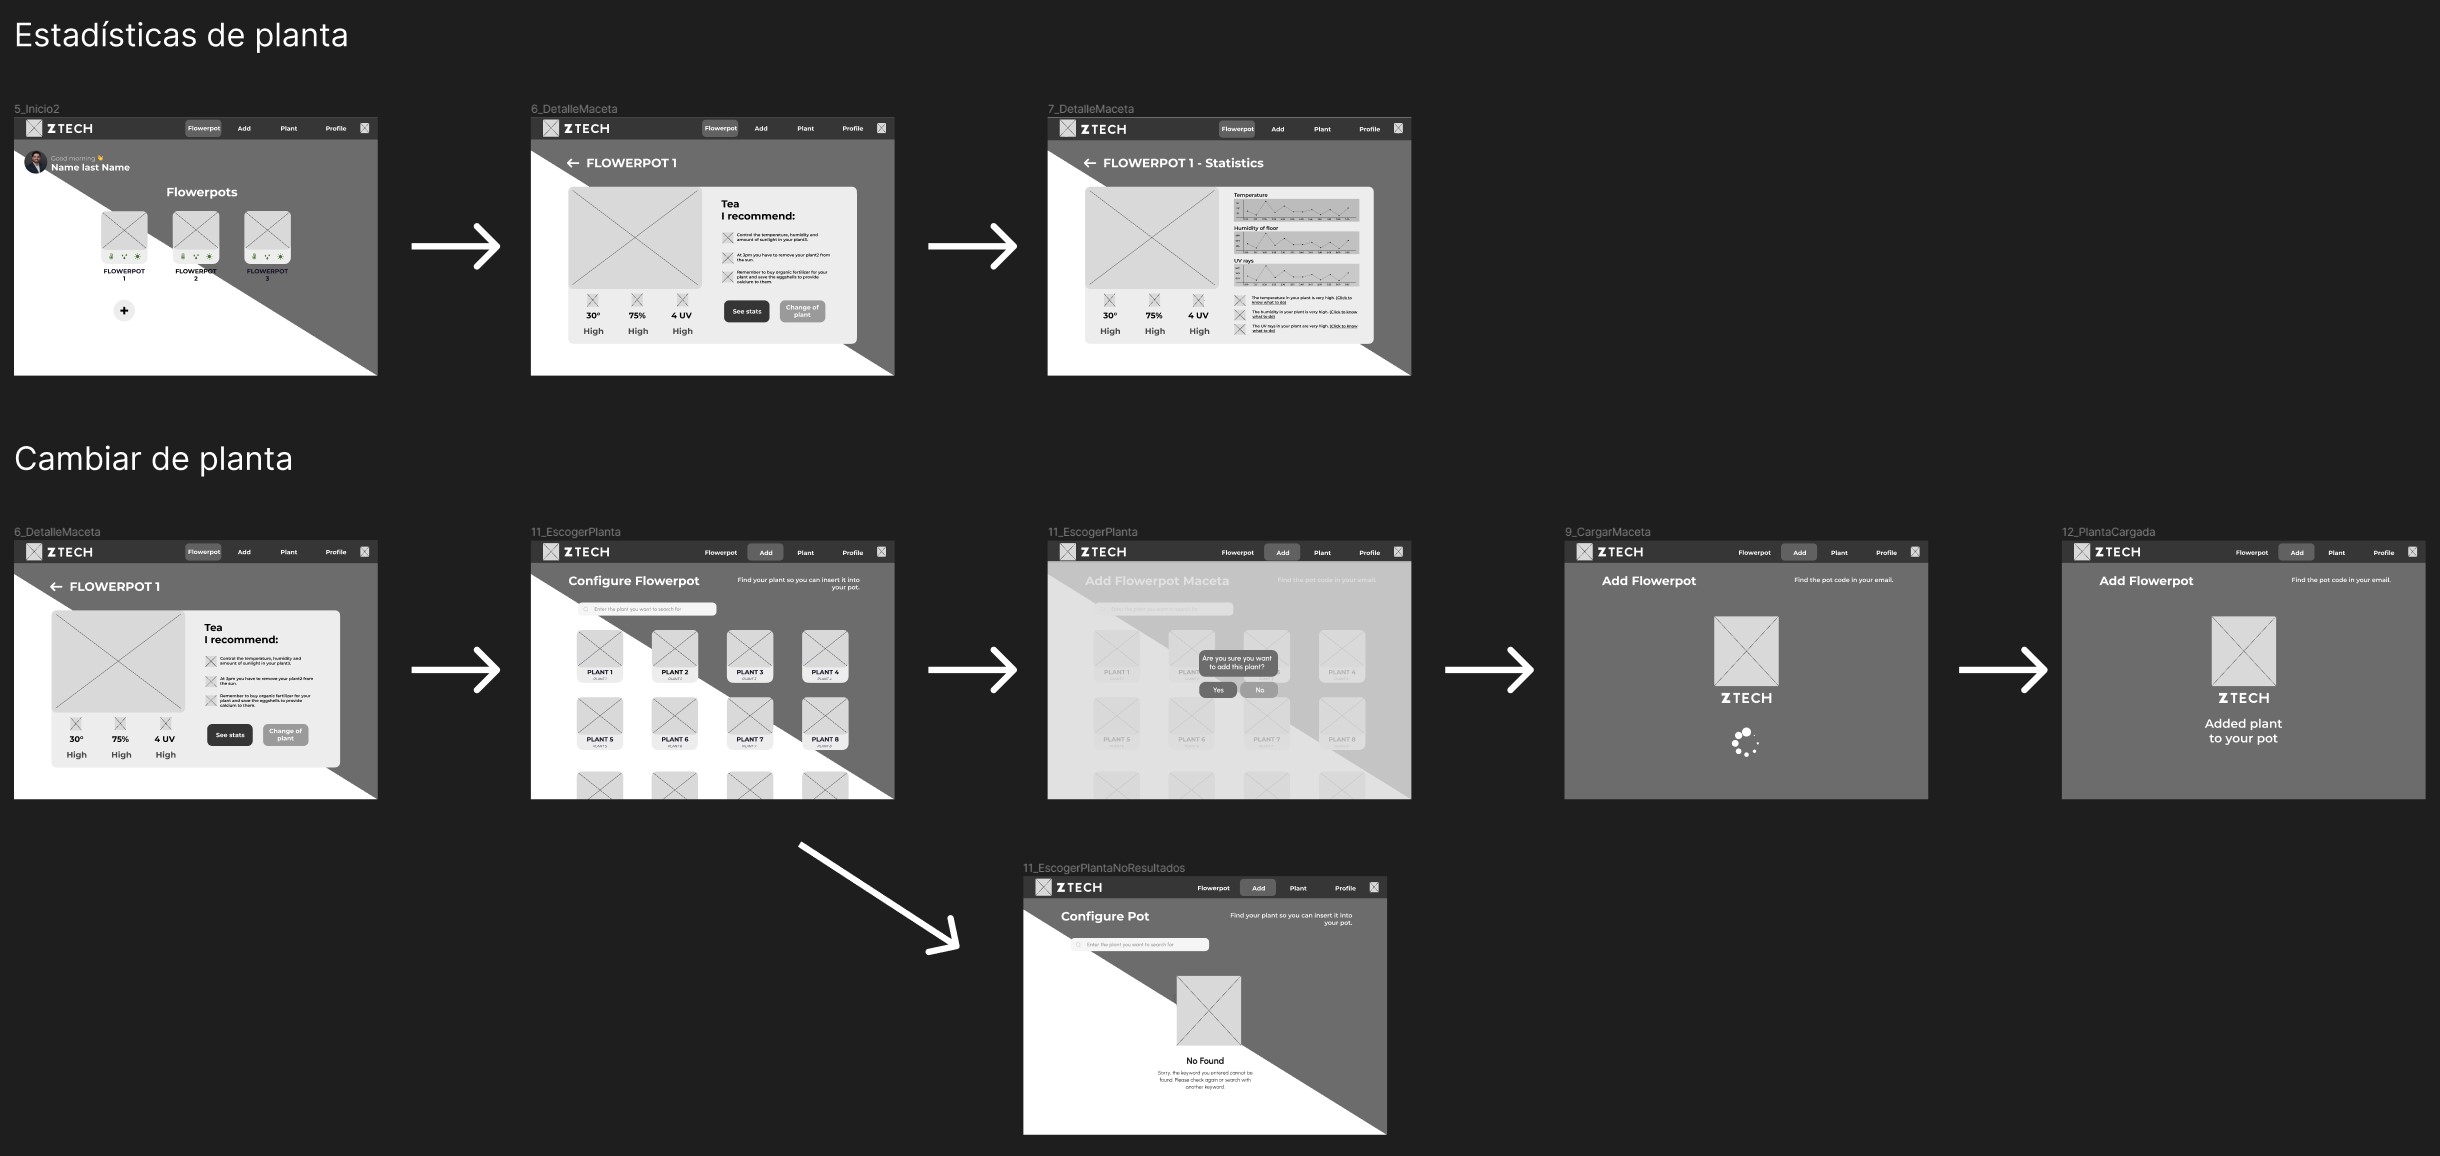 Estadísticas de planta
5_Inicio2
ZTECH
Flowerpot
Add
Plant
Profile
Good morning 👋
Name last Name
Flowerpots
FLOWERPOT
1
FLOWERPOT
2
FLOWERPOT
3
+
6_DetalleMaceta
ZTECH
Flowerpot
Add
Plant
Profile
← FLOWERPOT 1
Tea
I recommend:
Control the temperature, humidity and
amount of sunlight in your plant3.
At 3pm you have to remove your plant2 from
the sun.
Remember to buy organic fertilizer for your
plant and save the eggshells to provide
calcium to them.
30°
75%
4 UV
High
High
High
See stats
Change of
plant
7_DetalleMaceta
ZTECH
Flowerpot
Add
Plant
Profile
← FLOWERPOT 1 - Statistics
Temperature
Humidity of floor
UV rays
The temperature in your plant is very high. (Click to
know what to do)
The humidity in your plant is very high. (Click to know
what to do)
The UV rays in your plant are very high. (Click to know
what to do)
30°
75%
4 UV
High
High
High
Cambiar de planta
6_DetalleMaceta
ZTECH
Flowerpot
Add
Plant
Profile
← FLOWERPOT 1
Tea
I recommend:
Control the temperature, humidity and
amount of sunlight in your plant3.
At 3pm you have to remove your plant2 from
the sun.
Remember to buy organic fertilizer for your
plant and save the eggshells to provide
calcium to them.
30°
75%
4 UV
High
High
High
See stats
Change of
plant
11_EscogerPlanta
ZTECH
Flowerpot
Add
Plant
Profile
Configure Flowerpot
Find your plant so you can insert it into
your pot.
Enter the plant you want to search for
PLANT 1
PLANT 2
PLANT 3
PLANT 4
PLANT 5
PLANT 6
PLANT 7
PLANT 8
11_EscogerPlanta
ZTECH
Flowerpot
Add
Plant
Profile
Add Flowerpot Maceta
Find the pot code in your email.
Enter the plant you want to search for
PLANT 1
PLANT 4
PLANT 5
PLANT 6
PLANT 7
PLANT 8
Are you sure you want
to add this plant?
Yes
No
9_CargarMaceta
ZTECH
Flowerpot
Add
Plant
Profile
Add Flowerpot
Find the pot code in your email.
ZTECH
12_PlantaCargada
ZTECH
Flowerpot
Add
Plant
Profile
Add Flowerpot
Find the pot code in your email.
ZTECH
Added plant
to your pot
11_EscogerPlantaNoResultados
ZTECH
Flowerpot
Add
Plant
Profile
Configure Pot
Find your plant so you can insert it into
your pot.
Enter the plant you want to search for
No Found
Sorry, the keyword you entered cannot be
found. Please check again or search with
another keyword.